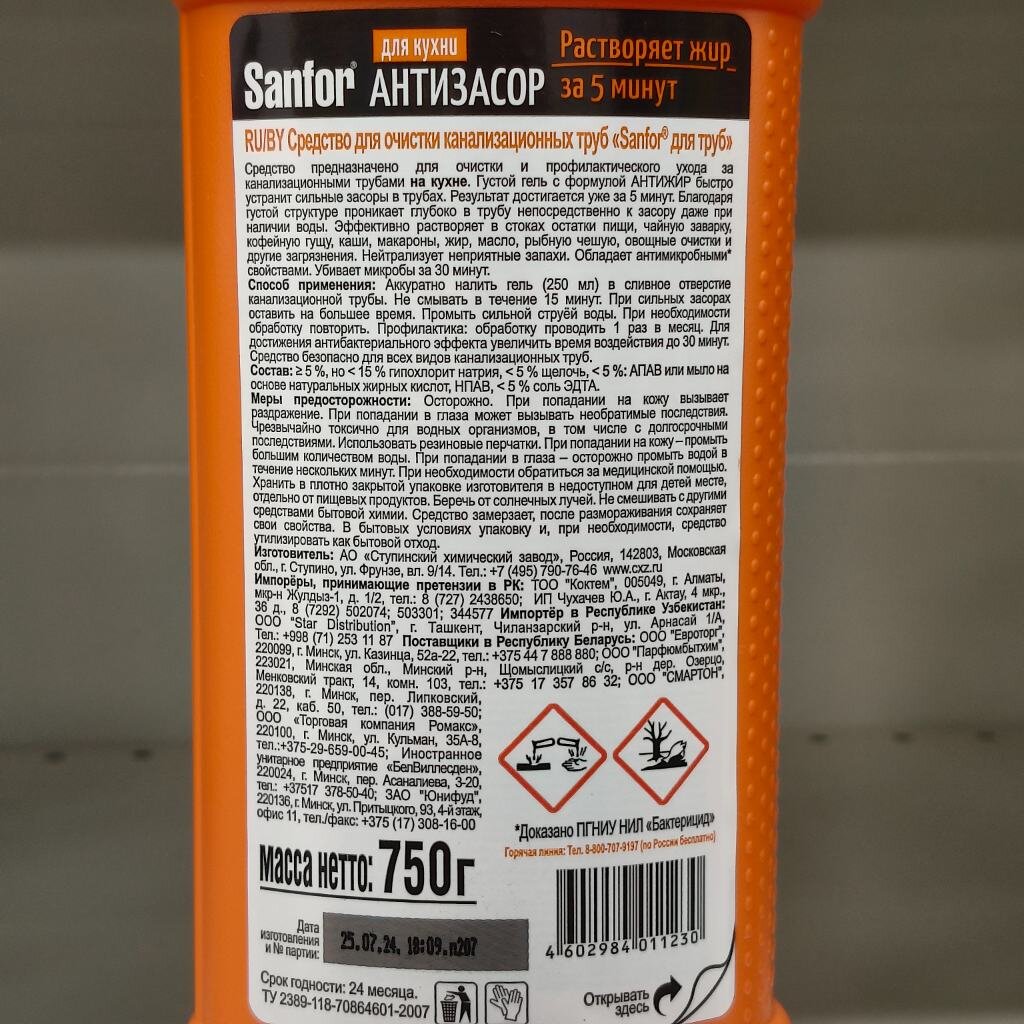 для кухни
Sanfor® АНТИЗАСОР
Растворяет жир
за 5 минут
RU/BY Средство для очистки канализационных труб «Sanfor® для труб»
Средство предназначено для очистки и профилактического ухода за
канализационными трубами на кухне. Густой гель с формулой АНТИЖИР быстро
устранит сильные засоры в трубах. Результат достигается уже за 5 минут. Благодаря
густой структуре проникает глубоко в трубу непосредственно к засору даже при
наличии воды. Эффективно растворяет в стоках остатки пищи, чайную заварку,
кофейную гущу, каши, макароны, жир, масло, рыбную чешую, овощные очистки и
другие загрязнения. Нейтрализует неприятные запахи. Обладает антимикробными*
свойствами. Убивает микробы за 30 минут.
Способ применения: Аккуратно налить гель (250 мл) в сливное отверстие
канализационной трубы. Не смывать в течение 15 минут. При сильных засорах
оставить на большее время. Промыть сильной струёй воды. При необходимости
обработку повторить. Профилактика: обработку проводить 1 раз в месяц. Для
достижения антибактериального эффекта увеличить время воздействия до 30 минут.
Средство безопасно для всех видов канализационных труб.
Состав: ≥ 5 %, но < 15 % гипохлорит натрия, < 5 % щелочь, < 5 %: АПАВ или мыло на
основе натуральных жирных кислот, НПАВ, < 5 % соль ЭДТА.
Меры предосторожности: Осторожно. При попадании на кожу вызывает
раздражение. При попадании в глаза может вызывать необратимые последствия.
Чрезвычайно токсично для водных организмов, в том числе с долгосрочными
последствиями. Использовать резиновые перчатки. При попадании на кожу – промыть
большим количеством воды. При попадании в глаза – осторожно промыть водой в
течение нескольких минут. При необходимости обратиться за медицинской помощью.
Хранить в плотно закрытой упаковке изготовителя в недоступном для детей месте,
отдельно от пищевых продуктов. Беречь от солнечных лучей. Не смешивать с другими
средствами бытовой химии. Средство замерзает, после размораживания сохраняет
свои свойства. В бытовых условиях упаковку и, при необходимости, средство
утилизировать как бытовой отход.
Изготовитель: АО «Ступинский химический завод», Россия, 142803, Московская
обл., г. Ступино, ул. Фрунзе, вл. 9/14. Тел.: +7 (495) 790-76-46 www.cxz.ru
Импортёры, принимающие претензии в РК: ТОО "Коктем", 005049, г. Алматы,
мкр-н Жулдыз-1, д. 1/2, тел.: 8 (727) 2438650; ИП Чухачев Ю.А., г. Актау, 4 мкр.,
36 д., 8 (7292) 502074; 503301; 344577 Импортёр в Республике Узбекистан:
ООО "Star Distribution", г. Ташкент, Чиланзарский р-н, ул. Арнасай 1/А,
Тел.: +998 (71) 253 11 87 Поставщики в Республику Беларусь: ООО "Евроторг",
220099, г. Минск, ул. Казинца, 52а-22, тел.: +375 44 7 888 880; ООО "Парфюмбытхим",
223021, Минская обл., Минский р-н, Щомыслицкий с/с, р-н дер. Озерцо,
Менковский тракт, 14, комн. 103, тел.: +375 17 357 86 32; ООО "СМАРТОН",
220138, г. Минск, пер. Липковский,
д. 22, каб. 50, тел.: (017) 388-59-50;
ООО «Торговая компания Ромакс»,
220100, г. Минск, ул. Кульман, 35А-8,
тел.:+375-29-659-00-45; Иностранное
унитарное предприятие «БелВиллесден»,
220024, г. Минск, пер. Асаналиева, 3-20,
тел.: +37517 378-50-40; ЗАО "Юнифуд",
220136, г. Минск, ул. Притыцкого, 93, 4-й этаж,
офис 11, тел./факс: +375 (17) 308-16-00
*Доказано ПГНИУ НИЛ «Бактерицид»
Горячая линия: Тел. 8-800-707-9197 (по России бесплатно)
масса нетто: 750г
4 602984 011230
Дата
изготовления
и № партии:
25.07.24. 18:09.п207
Срок годности: 24 месяца.
ТУ 2389-118-70864601-2007
Открывать
здесь